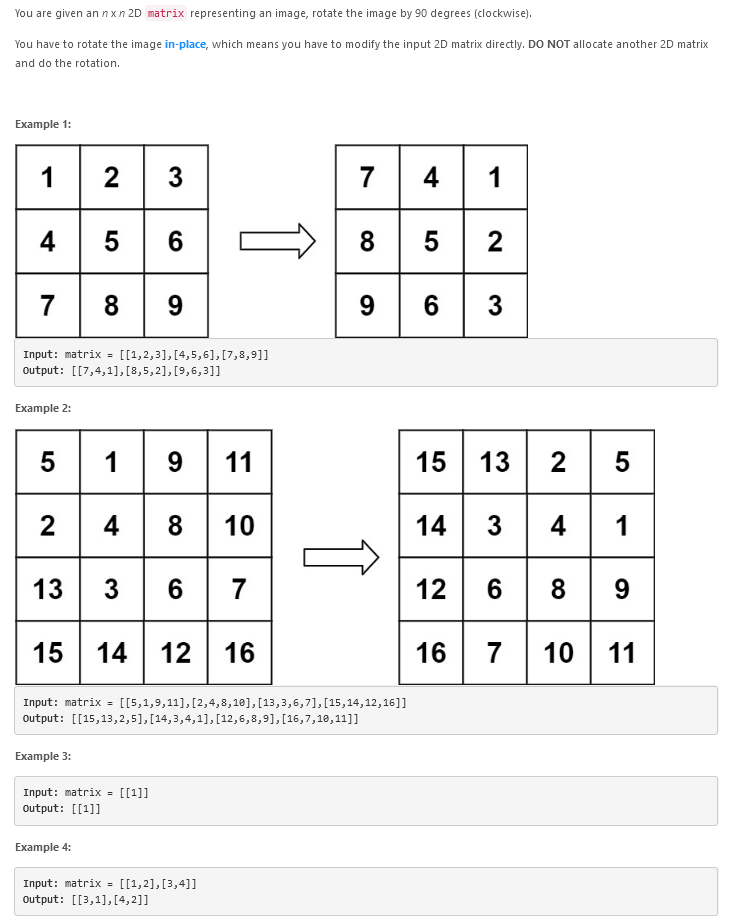 You are given an n x n 2D matrix representing an image, rotate the image by 90 degrees (clockwise).
You have to rotate the image in-place, which means you have to modify the input 2D matrix directly. DO NOT allocate another 2D matrix
and do the rotation.
Example 1:
1 2 3 7 4 1
4 5 6 8 5 2
7 8 9 9 6 3
Input: matrix = [[1,2,3],[4,5,6],[7,8,9]]
Output: [[7,4,1],[8,5,2],[9,6,3]]
Example 2:
5 1 9 11 15 13 2 5
2 4 8 10 14 3 4 1
13 3 6 7 12 6 8 9
15 14 12 16 16 7 10 11
Input: matrix = [[5,1,9,11],[2,4,8,10],[13,3,6,7],[15,14,12,16]]
Output: [[15,13,2,5],[14,3,4,1],[12,6,8,9],[16,7,10,11]]
Example 3:
Input: matrix = [[1]]
Output: [[1]]
Example 4:
Input: matrix = [[1,2],[3,4]]
Output: [[3,1],[4,2]]